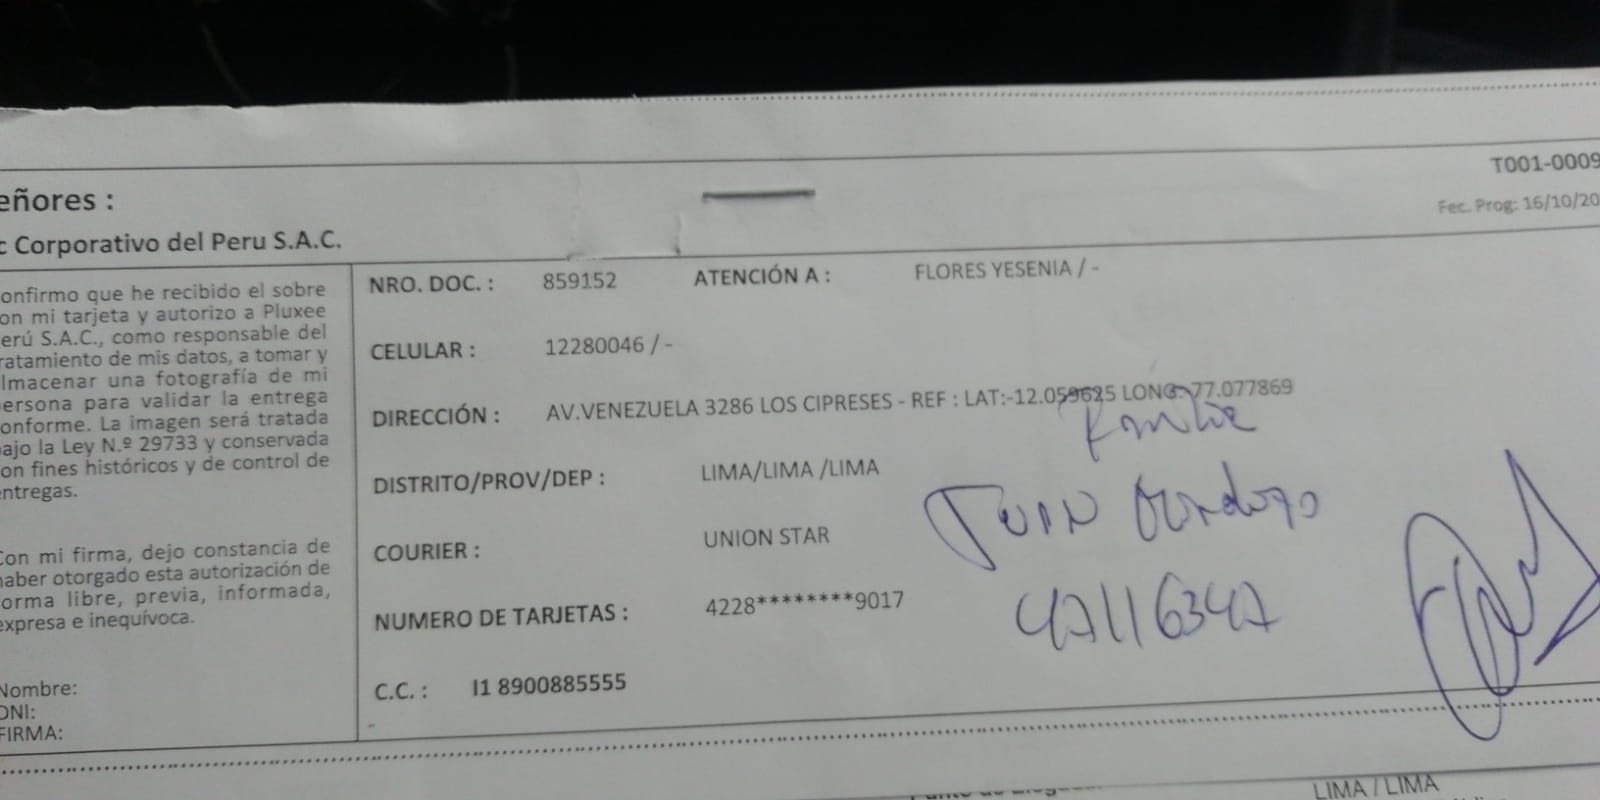 T001-0009
eñores :
Fec. Prog: 16/10/20
c Corporativo del Peru S.A.C.
onfirmo que he recibido el sobre
on mi tarjeta y autorizo a Pluxee
erú S.A.C., como responsable del
ratamiento de mis datos, a tomar y
lmacenar una fotografía de mi
ersona para validar la entrega
onforme. La imagen será tratada
ajo la Ley N.º 29733 y conservada
on fines históricos y de control de
ntregas.
Con mi firma, dejo constancia de
haber otorgado esta autorización de
orma libre, previa, informada,
expresa e inequívoca.
Nombre:
DNI:
FIRMA:
NRO. DOC. : 859152 ATENCIÓN A : FLORES YESENIA / -
CELULAR : 12280046 / -
DIRECCIÓN : AV.VENEZUELA 3286 LOS CIPRESES - REF : LAT:-12.059625 LONG:-77.077869
DISTRITO/PROV/DEP : LIMA/LIMA /LIMA
COURIER : UNION STAR
NUMERO DE TARJETAS : 4228********9017
C.C. : I1 8900885555
-
LIMA / LIMA